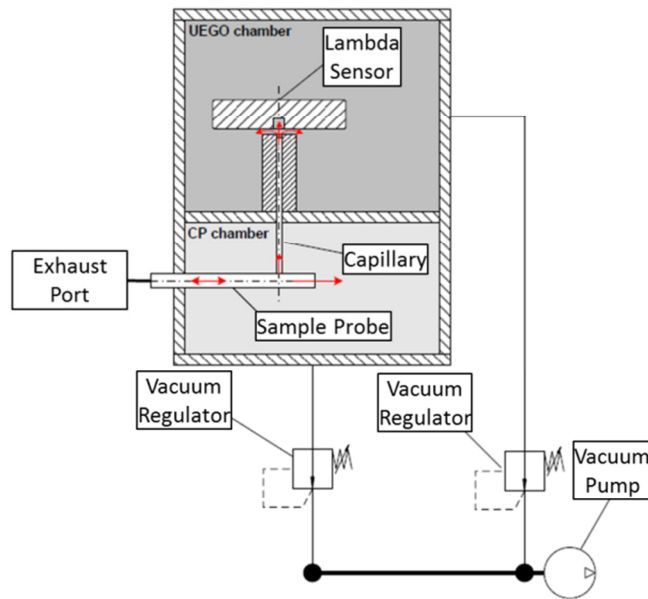 UEGO chamber
Lambda
Sensor
CP chamber
Capillary
Exhaust
Port
Sample Probe
Vacuum
Regulator
Vacuum
Regulator
Vacuum
Pump